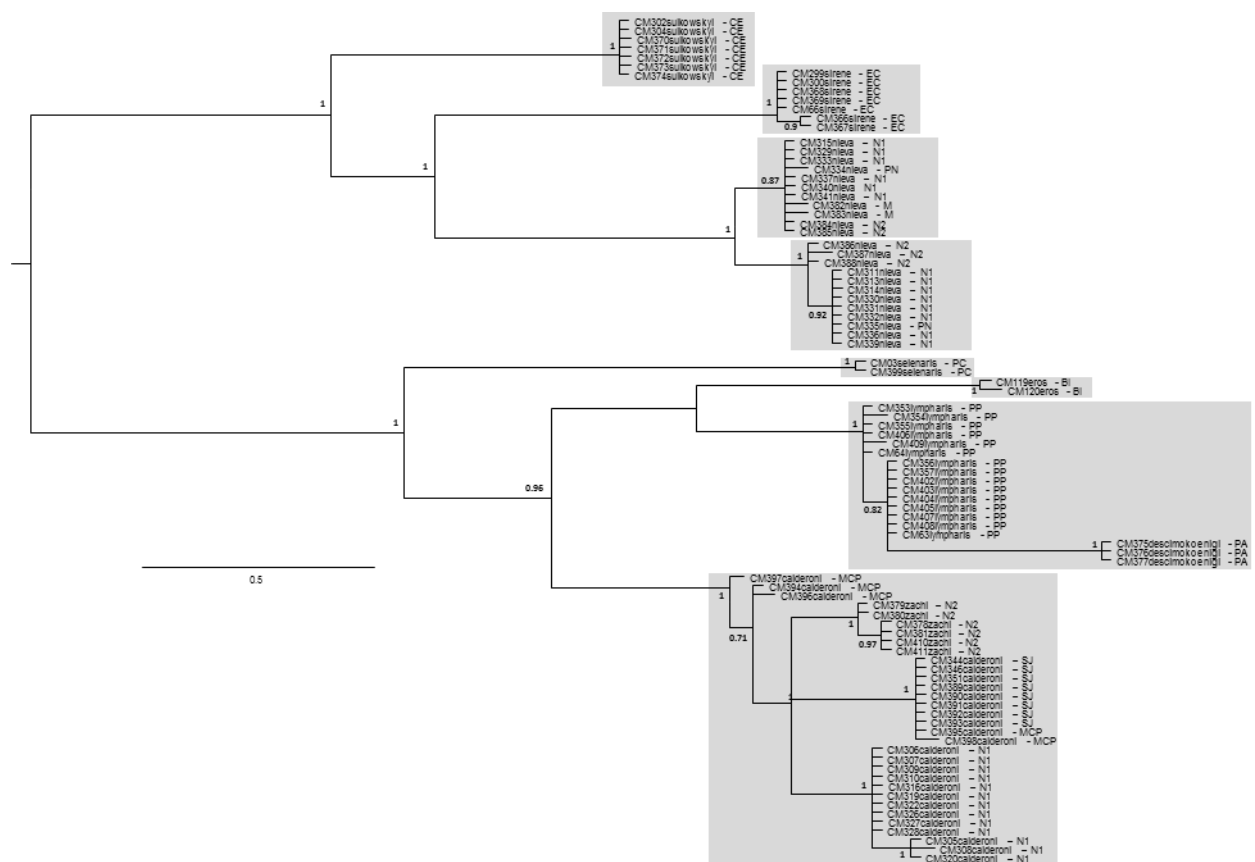 CM302sulkowskyi - CE
CM304sulkowskyi - CE
CM370sulkowskyi - CE
1
CM371sulkowskyi - CE
CM372sulkowskyi - CE
CM373sulkowskyi - CE
CM374sulkowskyi - CE
CM299sirene - EC
CM300sirene - EC
CM368sirene - EC
1
1
CM369sirene - EC
CM66sirene - EC
CM366sirene - EC
0.9
CM367sirene - EC
CM315nieva – N1
CM329nieva – N1
CM333nieva – N1
1
CM334nieva – PN
0.87
CM337nieva – N1
CM340nieva N1
CM341nieva – N1
CM382nieva – M
CM383nieva – M
CM384nieva – N2
CM385nieva – N2
1
CM386nieva – N2
CM387nieva – N2
1
CM388nieva – N2
CM311nieva – N1
CM313nieva – N1
CM314nieva – N1
CM330nieva – N1
CM331nieva – N1
0.92
CM332nieva – N1
CM335nieva – PN
CM336nieva – N1
CM339nieva – N1
1
CM03selenaris - PC
CM399selenaris - PC
CM119eros - BI
1
CM120eros - BI
CM353lympharis - PP
CM354lympharis - PP
1
1
CM355lympharis - PP
CM406lympharis - PP
CM409lympharis - PP
CM64lympharis - PP
CM356lympharis - PP
0.96
CM357lympharis - PP
CM402lympharis - PP
CM403lympharis - PP
CM404lympharis - PP
0.82
CM405lympharis - PP
CM407lympharis - PP
CM408lympharis - PP
CM63lympharis - PP
1
CM375descimokoenigi - PA
CM376descimokoenigi - PA
CM377descimokoenigi - PA
0.5
CM397calderoni - MCP
CM394calderoni - MCP
1
CM396calderoni - MCP
CM379zachi – N2
CM380zachi – N2
1
CM378zachi - N2
0.71
CM381zachi – N2
0.97
CM410zachi - N2
CM411zachi – N2
CM344calderoni – SJ
CM346calderoni – SJ
CM351calderoni – SJ
1
CM389calderoni – SJ
1
CM390calderoni – SJ
CM391calderoni – SJ
CM392calderoni – SJ
CM393calderoni – SJ
CM395calderoni – MCP
CM398calderoni – MCP
CM306calderoni – N1
CM307calderoni – N1
CM309calderoni – N1
CM310calderoni – N1
1
CM316calderoni – N1
CM319calderoni – N1
CM322calderoni – N1
CM326calderoni – N1
CM327calderoni – N1
CM328calderoni – N1
CM305calderoni – N1
1
CM308calderoni – N1
CM320calderoni – N1